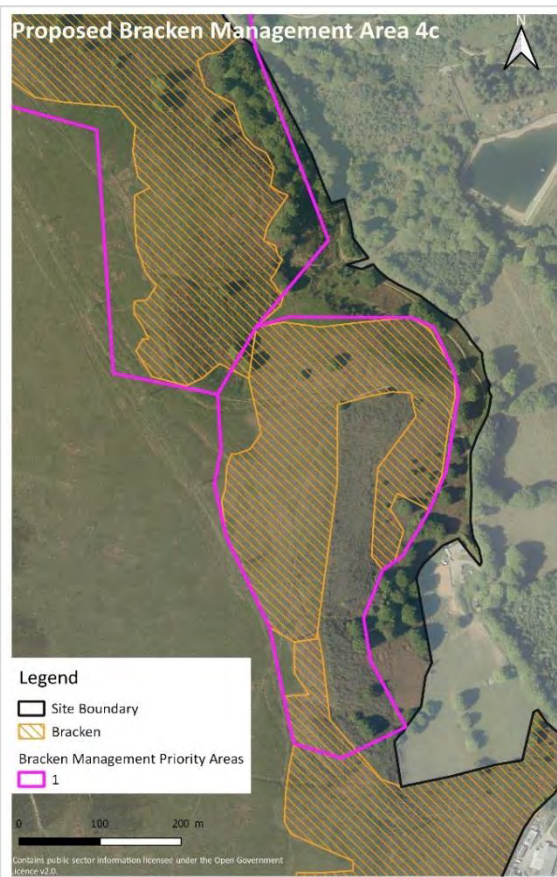 Proposed Bracken Management Area 4c
N
Legend
Site Boundary
Bracken
Bracken Management Priority Areas
1
0 100 200 m
Contains public sector information licensed under the Open Government
licence v2.0.